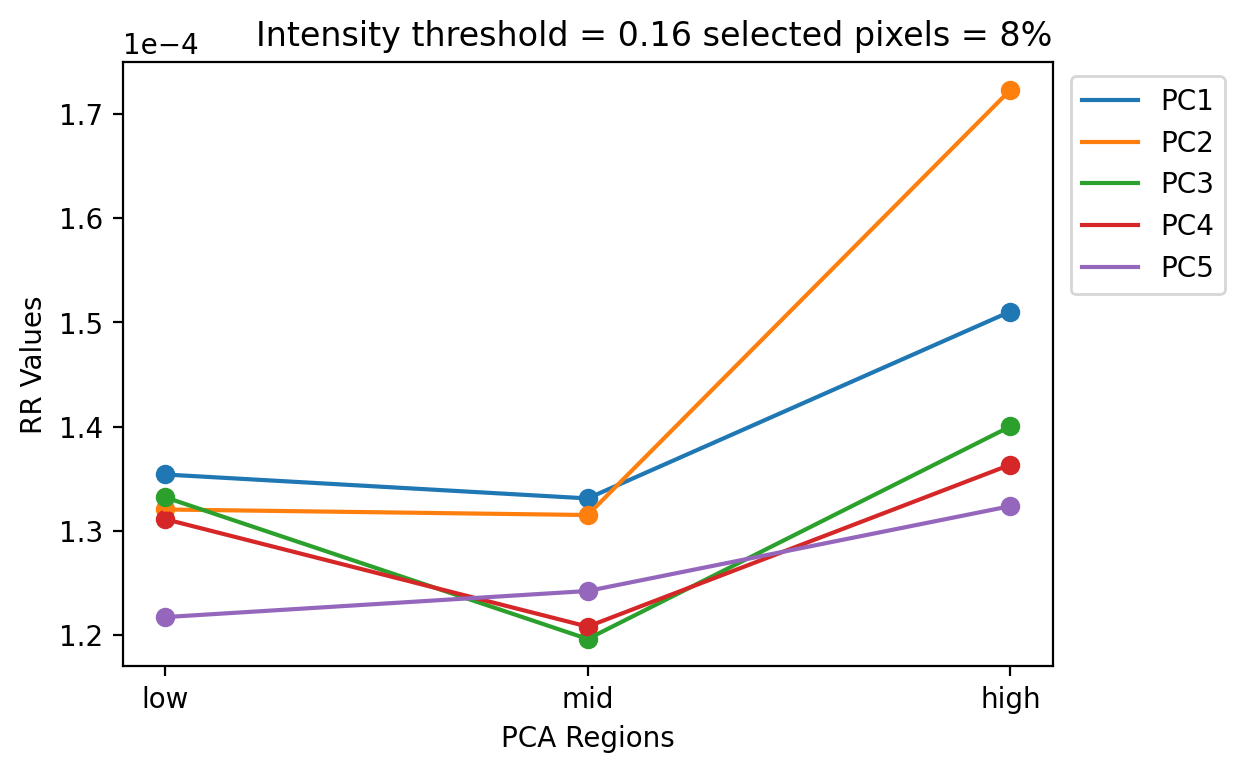 Intensity threshold = 0.16 selected pixels = 8%
1e−4
1.7
1.6
1.5
1.4
1.3
1.2
RR Values
low
mid
high
PCA Regions
PC1
PC2
PC3
PC4
PC5